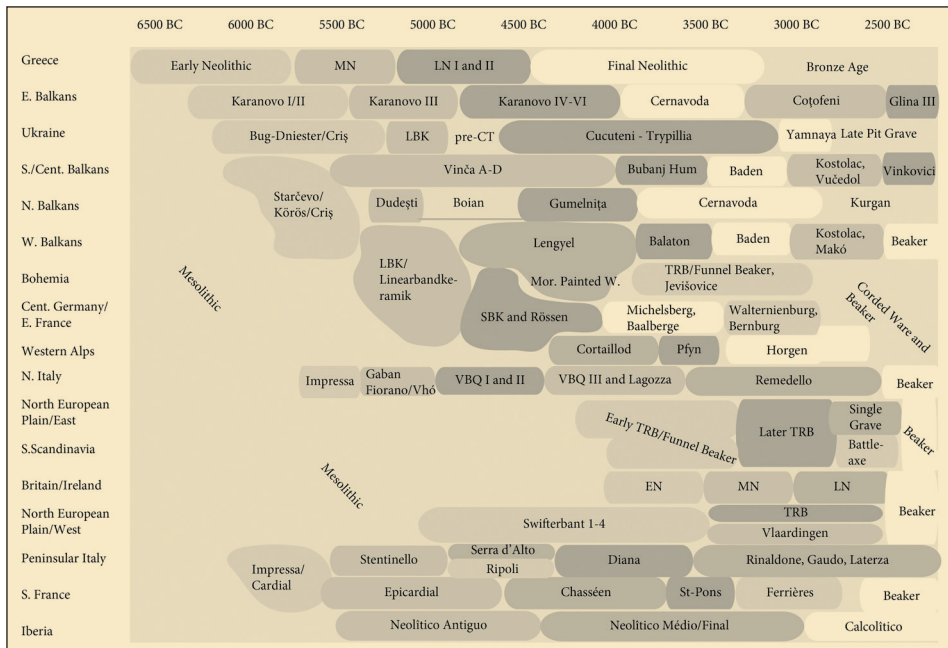 6500 BC 6000 BC 5500 BC 5000 BC 4500 BC 4000 BC 3500 BC 3000 BC 2500 BC
Greece Early Neolithic MN LN I and II Final Neolithic Bronze Age
E. Balkans Karanovo I/II Karanovo III Karanovo IV-VI Cernavoda Coțofeni Glina III
Ukraine Bug-Dniester/Criş LBK pre-CT Cucuteni - Trypillia Yamnaya Late Pit Grave
S./Cent. Balkans Vinča A-D Bubanj Hum Baden Kostolac,
Vučedol Vinkovici
Starčevo/
Körös/Criş
N. Balkans Dudeşti Boian Gumelnița Cernavoda Kurgan
W. Balkans Lengyel Balaton Baden Kostolac,
Makó Beaker
Mesolithic
LBK/
Linearbandke-
ramik
Bohemia Mor. Painted W. TRB/Funnel Beaker,
Jevišovice
Corded Ware and
Beaker
Cent. Germany/
E. France SBK and Rössen Michelsberg,
Baalberge Walternienburg,
Bernburg
Western Alps Cortaillod Pfyn Horgen
N. Italy Impressa Gaban
Fiorano/Vhó VBQ I and II VBQ III and Lagozza Remedello Beaker
North European
Plain/East Early TRB/Funnel Beaker Later TRB Single
Grave Beaker
S.Scandinavia Battle-
axe
Mesolithic
Britain/Ireland EN MN LN Beaker
North European
Plain/West Swifterbant 1-4 TRB
Vlaardingen
Peninsular Italy Impressa/
Cardial Stentinello Serra d'Alto
Ripoli Diana Rinaldone, Gaudo, Laterza
S. France Epicardial Chasséen St-Pons Ferrières Beaker
Iberia Neolítico Antiguo Neolítico Médio/Final Calcolítico